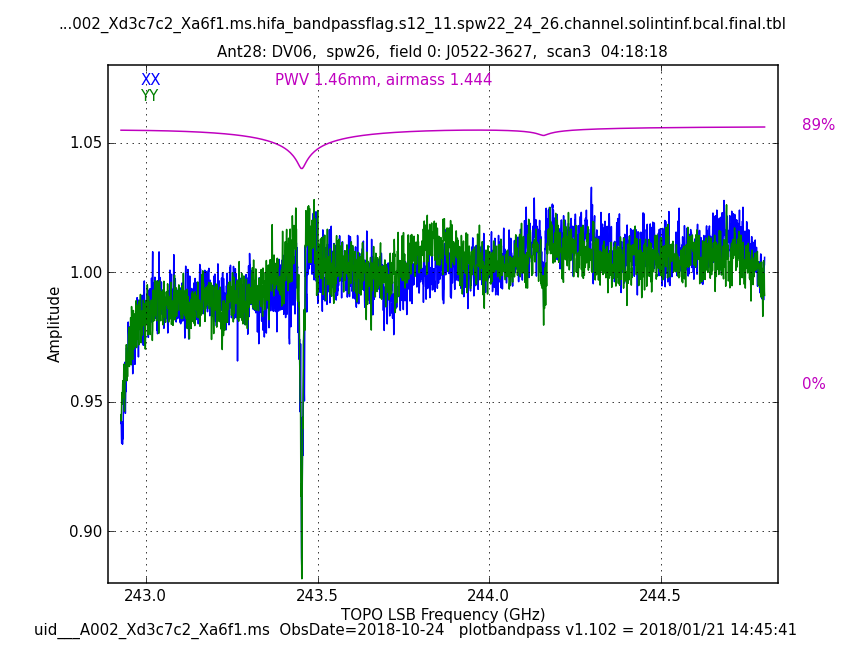 ...002_Xd3c7c2_Xa6f1.ms.hifa_bandpassflag.s12_11.spw22_24_26.channel.solintinf.bcal.final.tbl
Ant28: DV06,  spw26,  field 0: J0522-3627,  scan3  04:18:18
XX
PWV 1.46mm, airmass 1.444
YY
89%
1.05
1.00
0.95
0.90
0%
Amplitude
243.0 243.5 244.0 244.5
TOPO LSB Frequency (GHz)
uid___A002_Xd3c7c2_Xa6f1.ms  ObsDate=2018-10-24   plotbandpass v1.102 = 2018/01/21 14:45:41